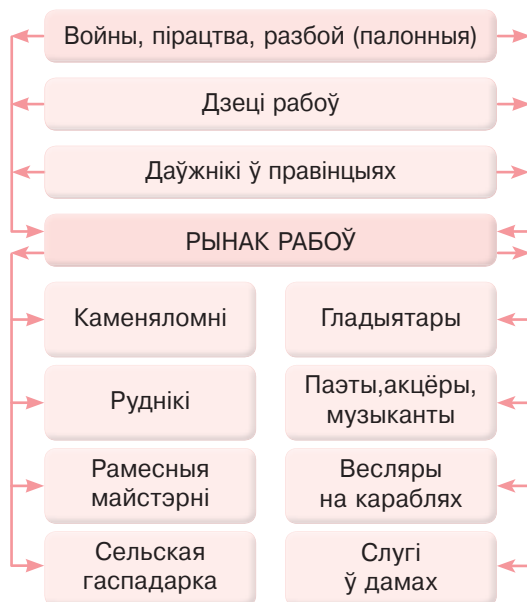 Войны, пірацтва, разбой (палонныя)
Дзеці рабоў
Даўжнікі ў правінцыях
РЫНАК РАБОЎ
Каменяломні
Гладыятары
Руднікі
Паэты,акцёры,
музыканты
Рамесныя
майстэрні
Весляры
на караблях
Сельская
гаспадарка
Слугі
ў дамах